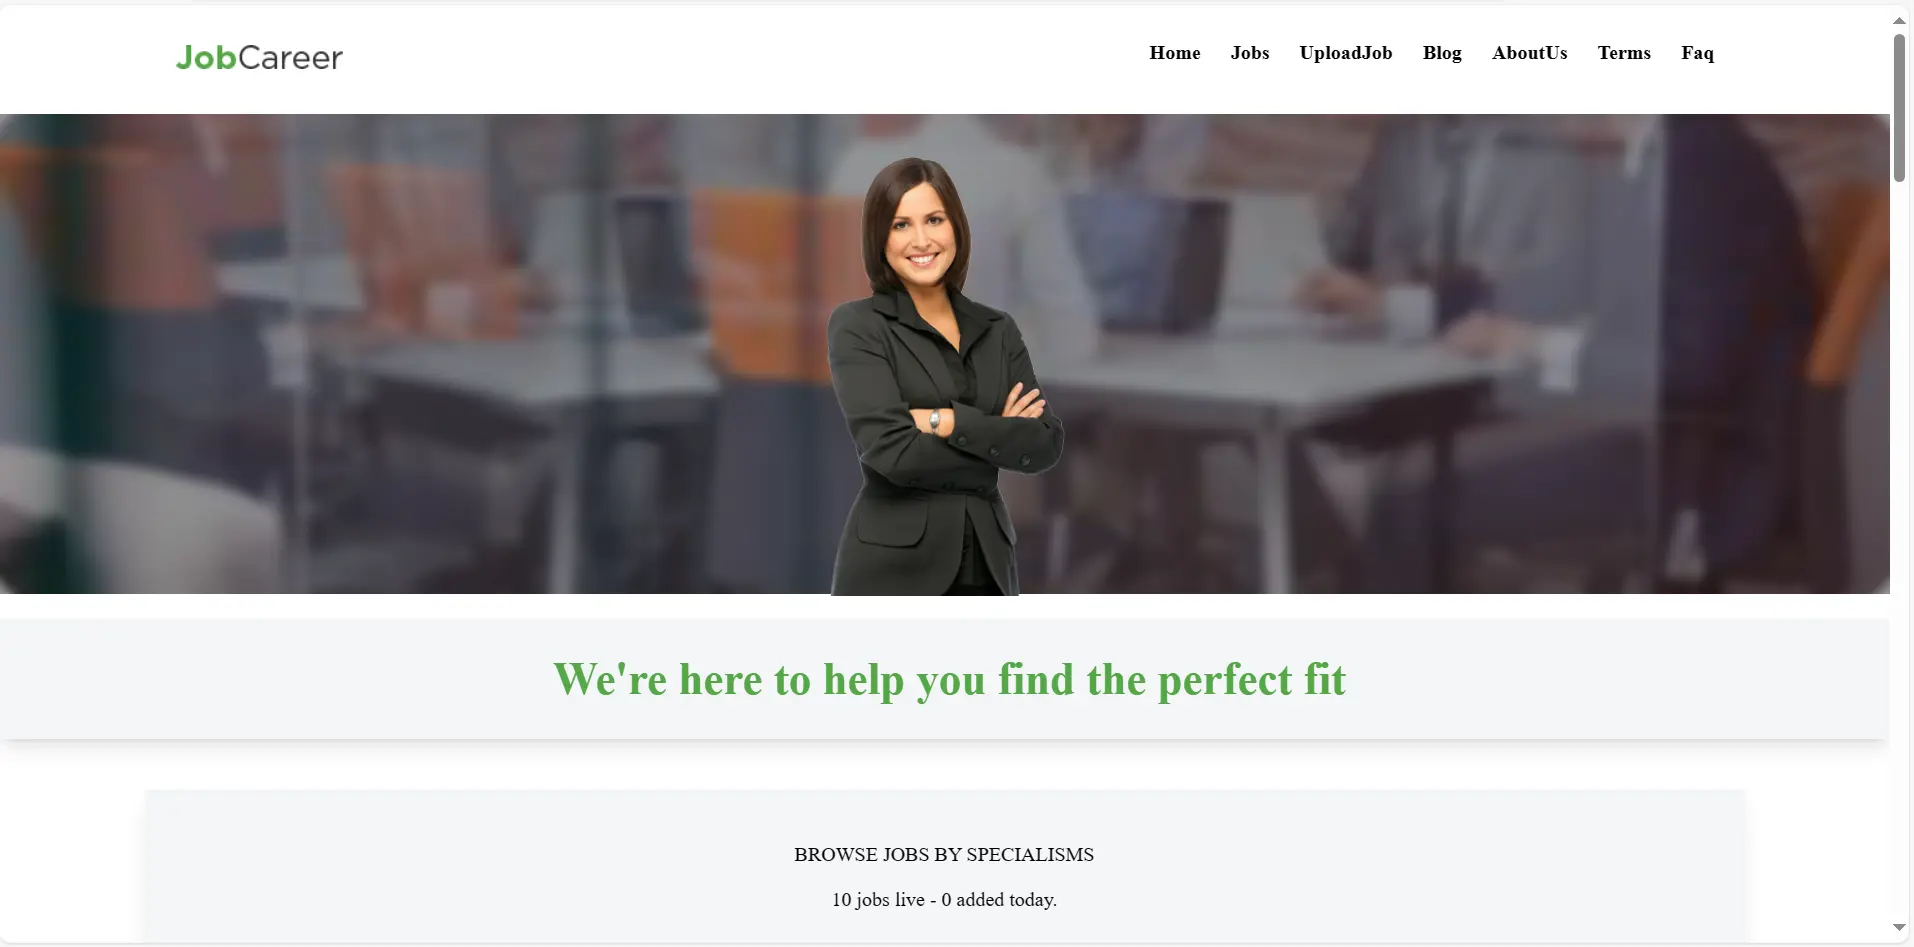 JobCareer
Home Jobs UploadJob Blog AboutUs Terms Faq
We're here to help you find the perfect fit
BROWSE JOBS BY SPECIALISMS
10 jobs live - 0 added today.